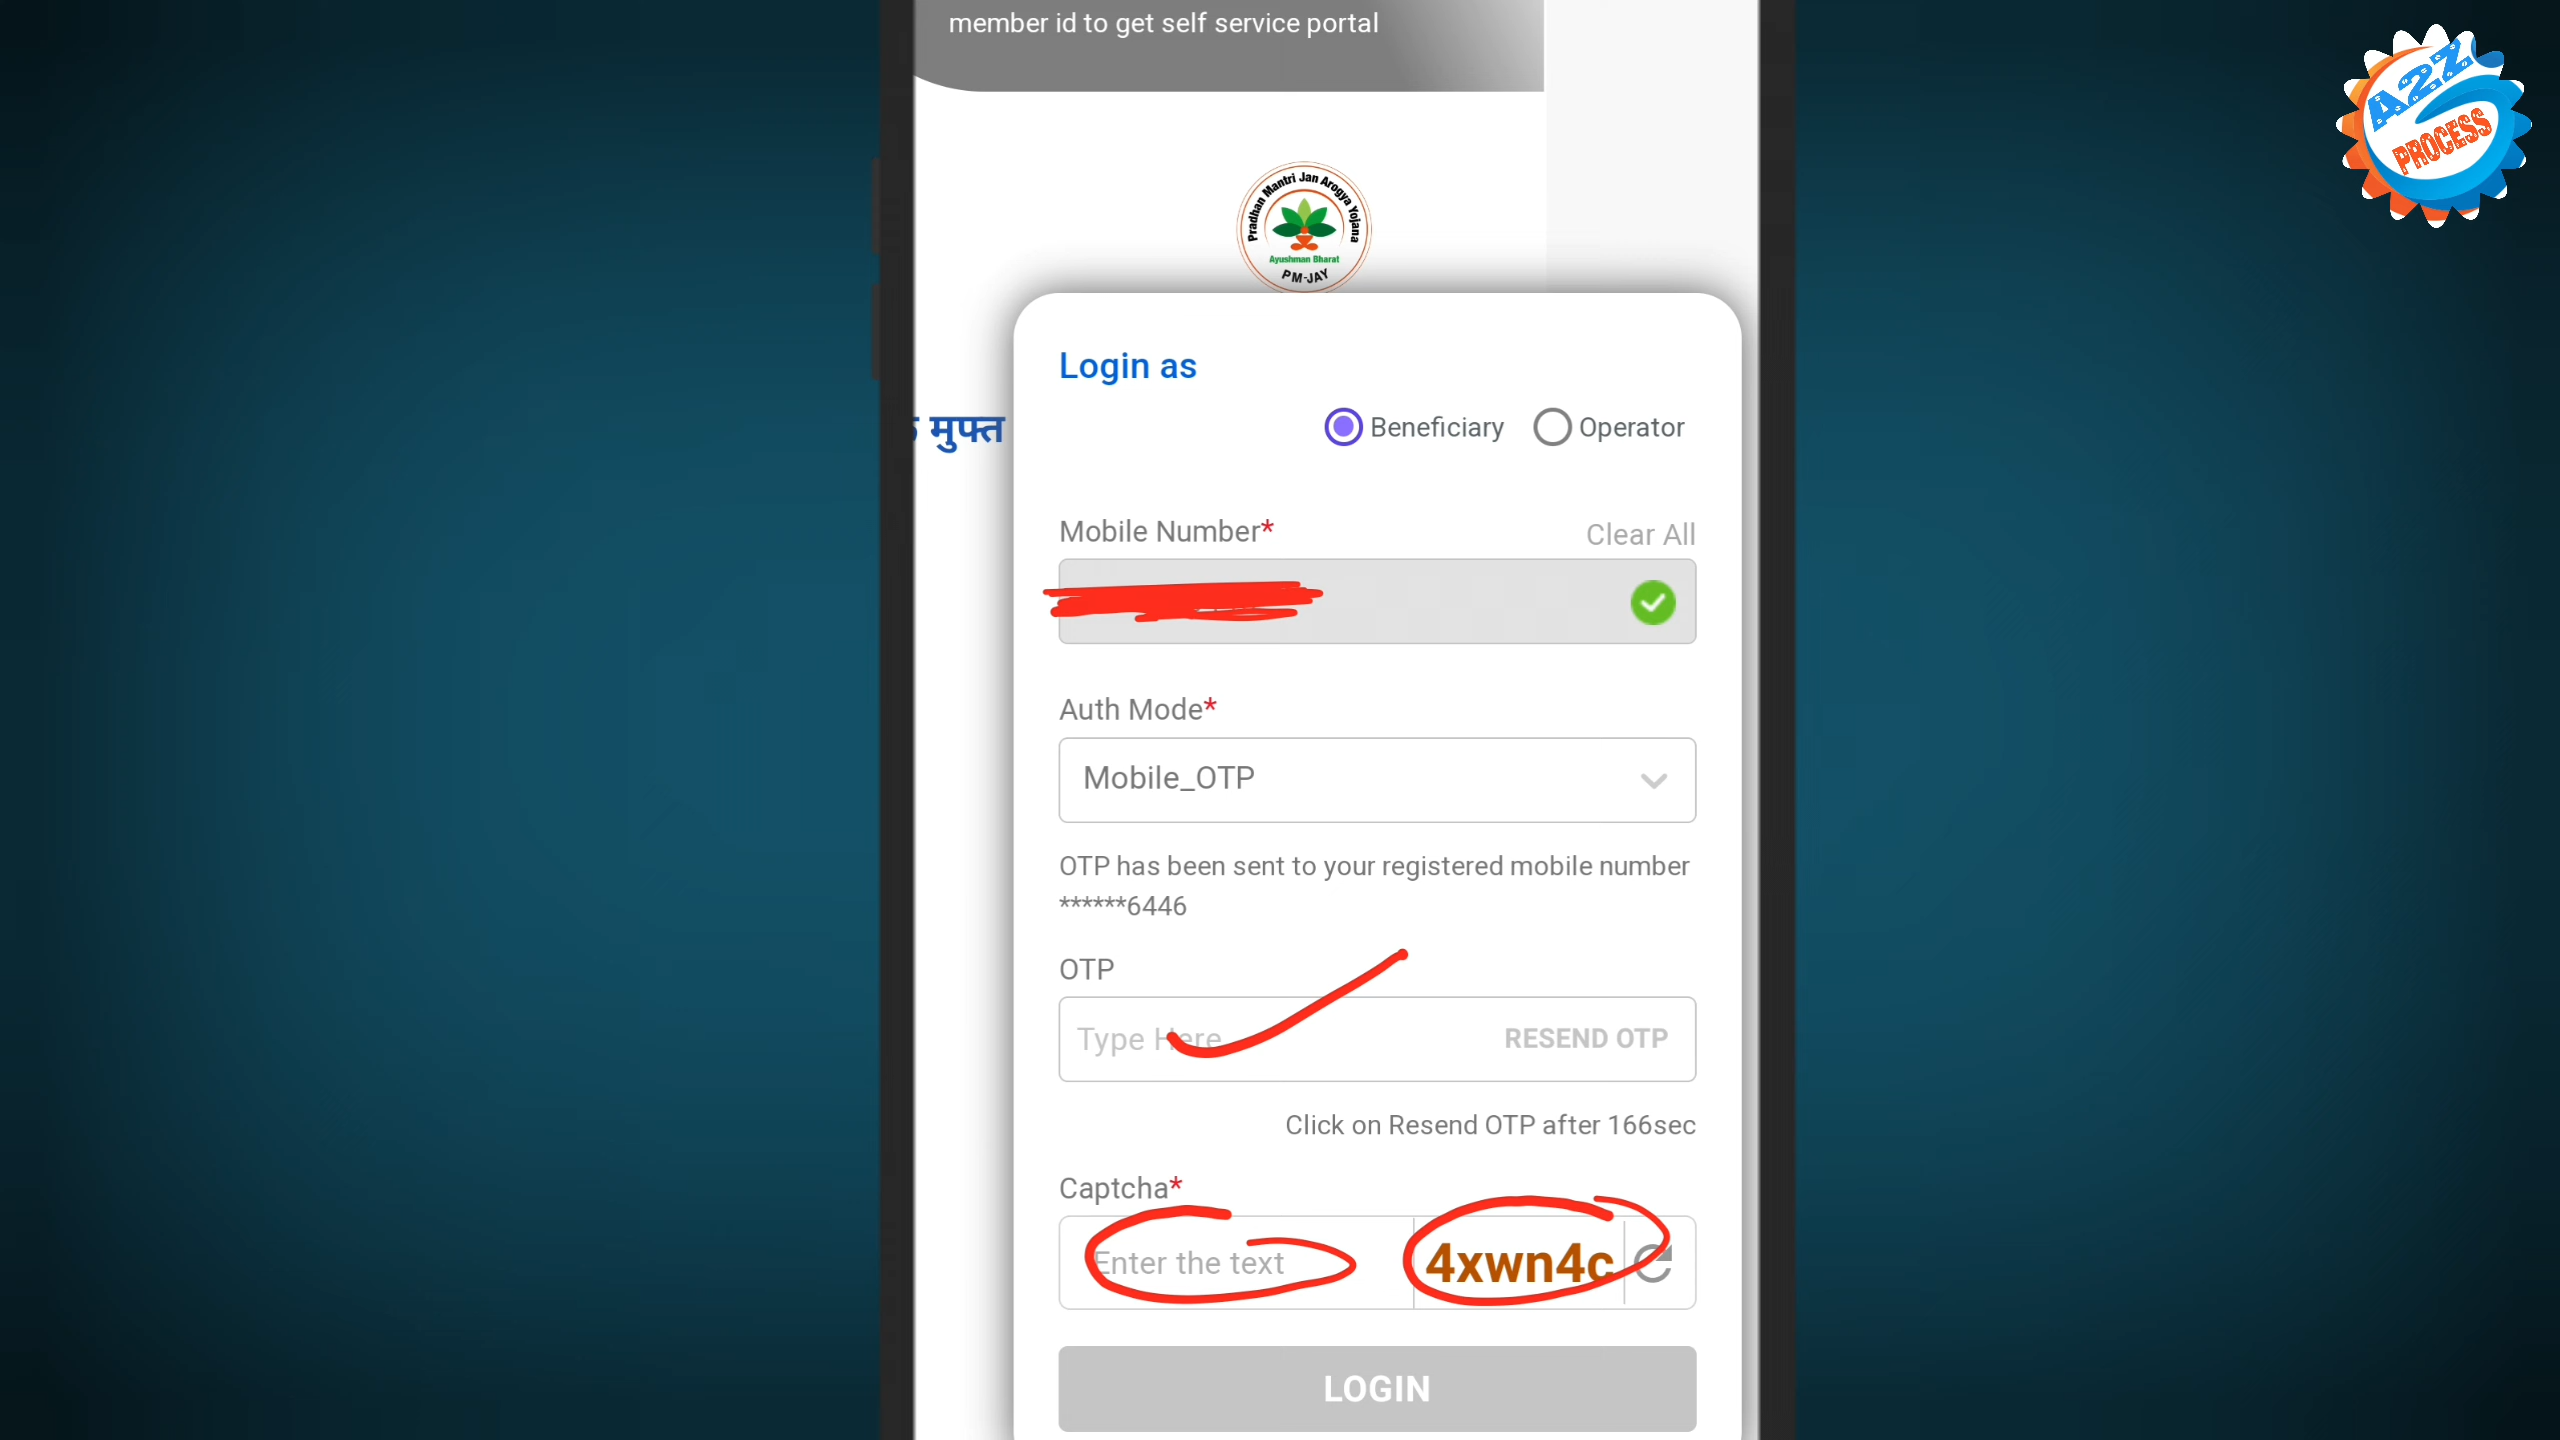 member id to get self service portal
A2Z
PROCESS
Pradhan Mantri Jan Arogya Yojana
Ayushman Bharat
PM-JAY
Login as
Beneficiary Operator
मुफ्त
Mobile Number* Clear All
Auth Mode*
Mobile_OTP
OTP has been sent to your registered mobile number
******6446
OTP
Type Here RESEND OTP
Click on Resend OTP after 166sec
Captcha*
Enter the text 4xwn4c
LOGIN